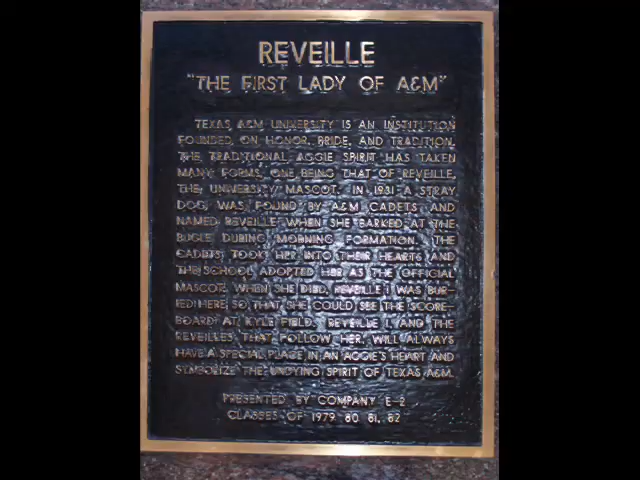 REVEILLE
"THE FIRST LADY OF A&M"
TEXAS A&M UNIVERSITY IS AN INSTITUTION
FOUNDED ON HONOR, PRIDE, AND TRADITION.
THE TRADITIONAL AGGIE SPIRIT HAS TAKEN
MANY FORMS, ONE BEING THAT OF REVEILLE,
THE UNIVERSITY MASCOT. IN 1931 A STRAY
DOG WAS FOUND BY A&M CADETS AND
NAMED REVEILLE WHEN SHE BARKED AT THE
BUGLE DURING MORNING FORMATION. THE
CADETS TOOK HER INTO THEIR HEARTS AND
THE SCHOOL ADOPTED HER AS THE OFFICIAL
MASCOT. WHEN SHE DIED, REVEILLE I WAS BUR-
IED HERE SO THAT SHE COULD SEE THE SCORE-
BOARD AT KYLE FIELD. REVEILLE I, AND THE
REVEILLES THAT FOLLOW HER, WILL ALWAYS
HAVE A SPECIAL PLACE IN AN AGGIE'S HEART AND
SYMBOLIZE THE UNDYING SPIRIT OF TEXAS A&M.
PRESENTED BY COMPANY E-2
CLASSES OF 1979, 80, 81, 82